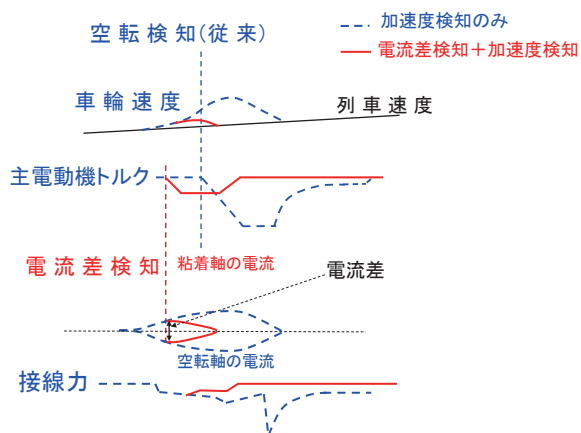 空転検知(従来)
加速度検知のみ
電流差検知＋加速度検知
車輪速度
列車速度
主電動機トルク
電流差検知
粘着軸の電流
電流差
空転軸の電流
接線力